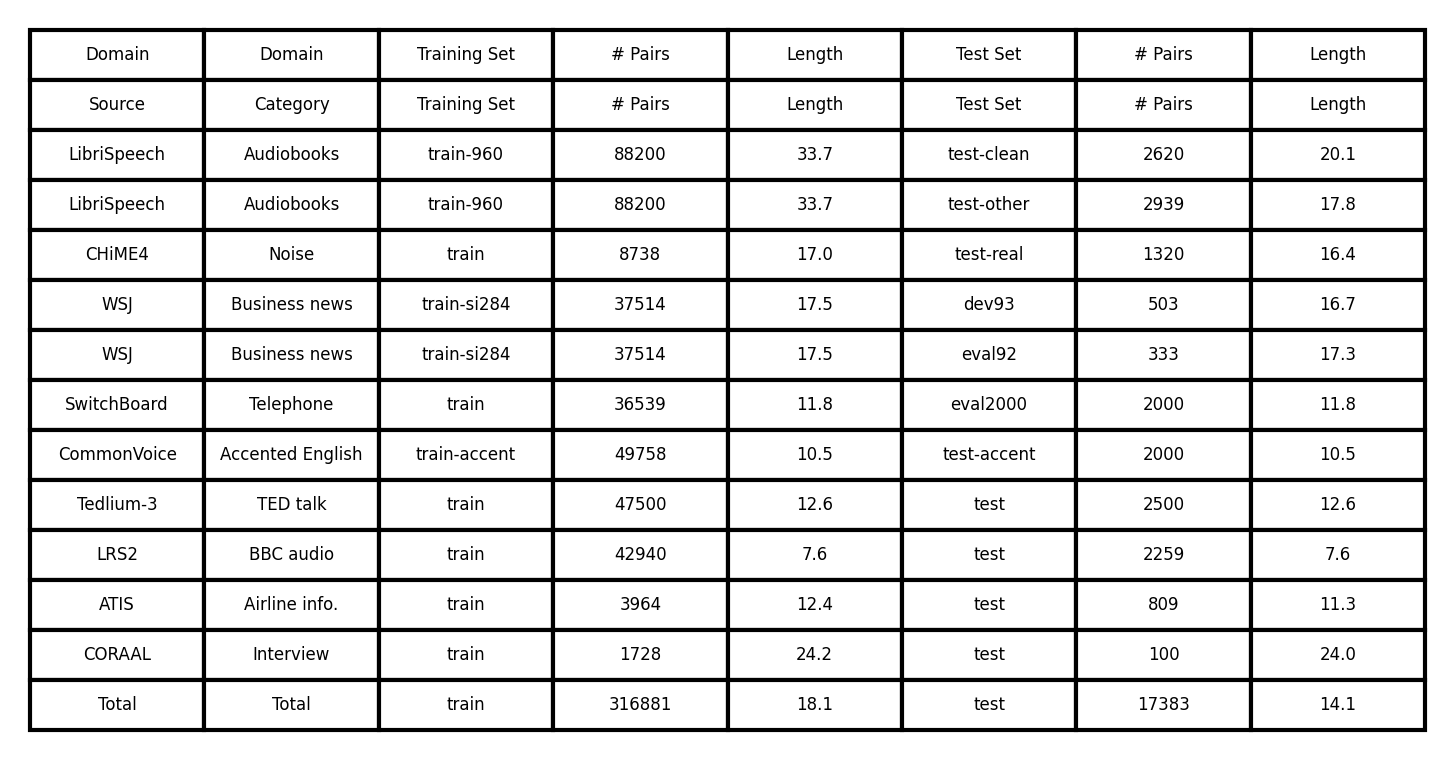 Domain Domain Training Set # Pairs Length Test Set # Pairs Length
Source Category Training Set # Pairs Length Test Set # Pairs Length
LibriSpeech Audiobooks train-960 88200 33.7 test-clean 2620 20.1
LibriSpeech Audiobooks train-960 88200 33.7 test-other 2939 17.8
CHiME4 Noise train 8738 17.0 test-real 1320 16.4
WSJ Business news train-si284 37514 17.5 dev93 503 16.7
WSJ Business news train-si284 37514 17.5 eval92 333 17.3
SwitchBoard Telephone train 36539 11.8 eval2000 2000 11.8
CommonVoice Accented English train-accent 49758 10.5 test-accent 2000 10.5
Tedlium-3 TED talk train 47500 12.6 test 2500 12.6
LRS2 BBC audio train 42940 7.6 test 2259 7.6
ATIS Airline info. train 3964 12.4 test 809 11.3
CORAAL Interview train 1728 24.2 test 100 24.0
Total Total train 316881 18.1 test 17383 14.1